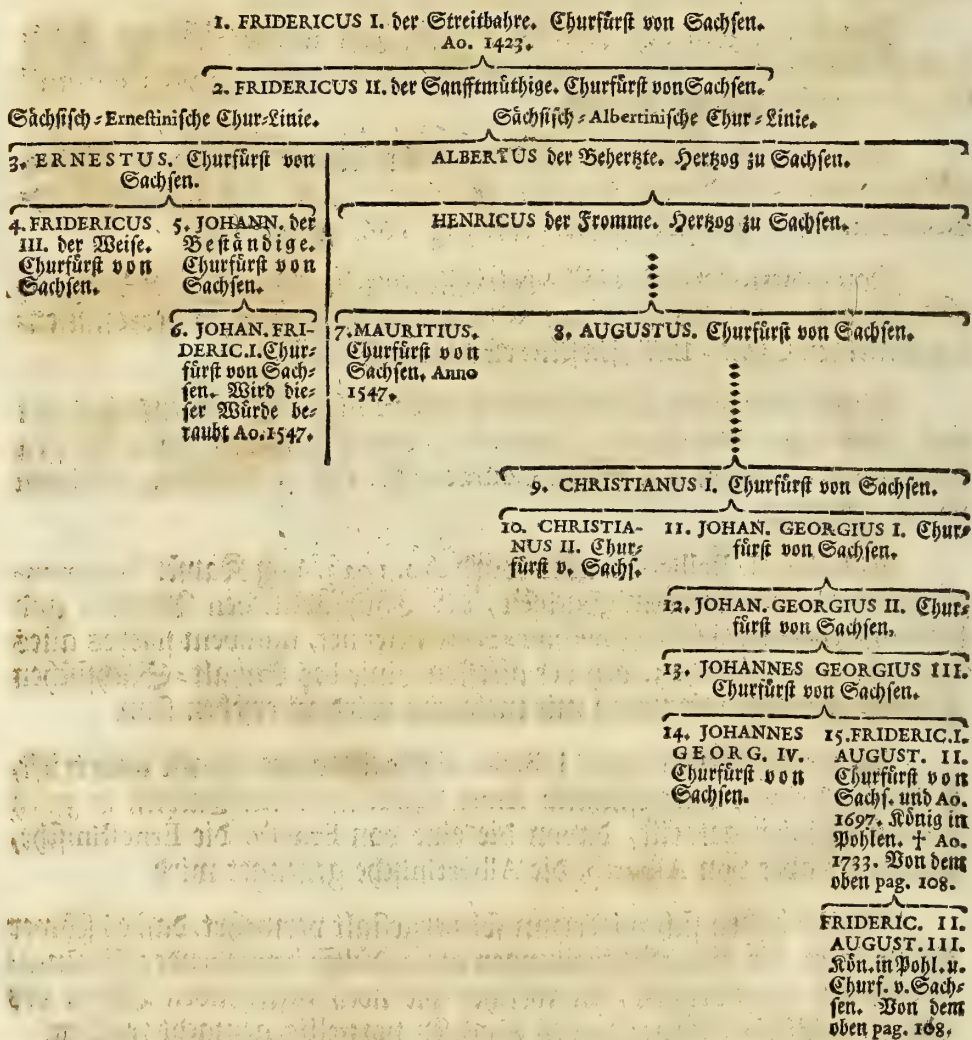 1. FRIDERICUS I. der Streitbahre. Churfürst von Sachsen.
Ao. 1423.
2. FRIDERICUS II. der Sanfftmüthige. Churfürst von Sachsen.
Sächsisch-Ernestinische Chur-Linie.
Sächsisch-Albertinische Chur-Linie.
3. ERNESTUS. Churfürst von
Sachsen.
ALBERTUS der Behertzte. Hertzog zu Sachsen.
4. FRIDERICUS
III. der Weise.
Churfürst von
Sachsen.
5. JOHANN. der
Beständige.
Churfürst von
Sachsen.
HENRICUS der Fromme. Hertzog zu Sachsen.
6. JOHAN. FRI-
DERIC. I. Chur-
fürst von Sach-
sen. Wird die-
ser Würde be-
raubt Ao. 1547.
7. MAURITIUS.
Churfürst von
Sachsen. Anno
1547.
8. AUGUSTUS. Churfürst von Sachsen.
9. CHRISTIANUS I. Churfürst von Sachsen.
10. CHRISTIA-
NUS II. Chur-
fürst v. Sachs.
11. JOHAN. GEORGIUS I. Chur-
fürst von Sachsen.
12. JOHAN. GEORGIUS II. Chur-
fürst von Sachsen.
13. JOHANNES GEORGIUS III.
Churfürst von Sachsen.
14. JOHANNES
GEORG. IV.
Churfürst von
Sachsen.
15. FRIDERIC. I.
AUGUST. II.
Churfürst von
Sachs. und Ao.
1697. König in
Pohlen. † Ao.
1733. Von dem
oben pag. 108.
FRIDERIC. II.
AUGUST. III.
Kön. in Pohl. u.
Churf. v. Sach-
sen. Von dem
oben pag. 108.